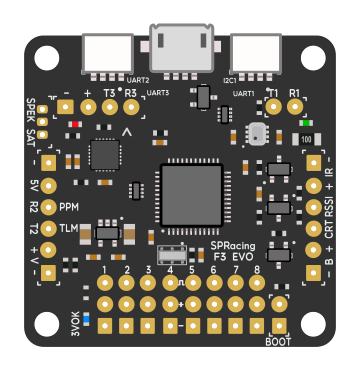 UART2
UART3
I2C1
UART1
- + T3 R3
T1 R1
SPEK SAT
100
-
5V
R2 PPM
T2 TLM
+
V
-
- IR
+
RSSI
CRT
+
B
-
SPRacing
F3 EVO
1 2 3 4 5 6 7 8
+
-
3VOK
BOOT